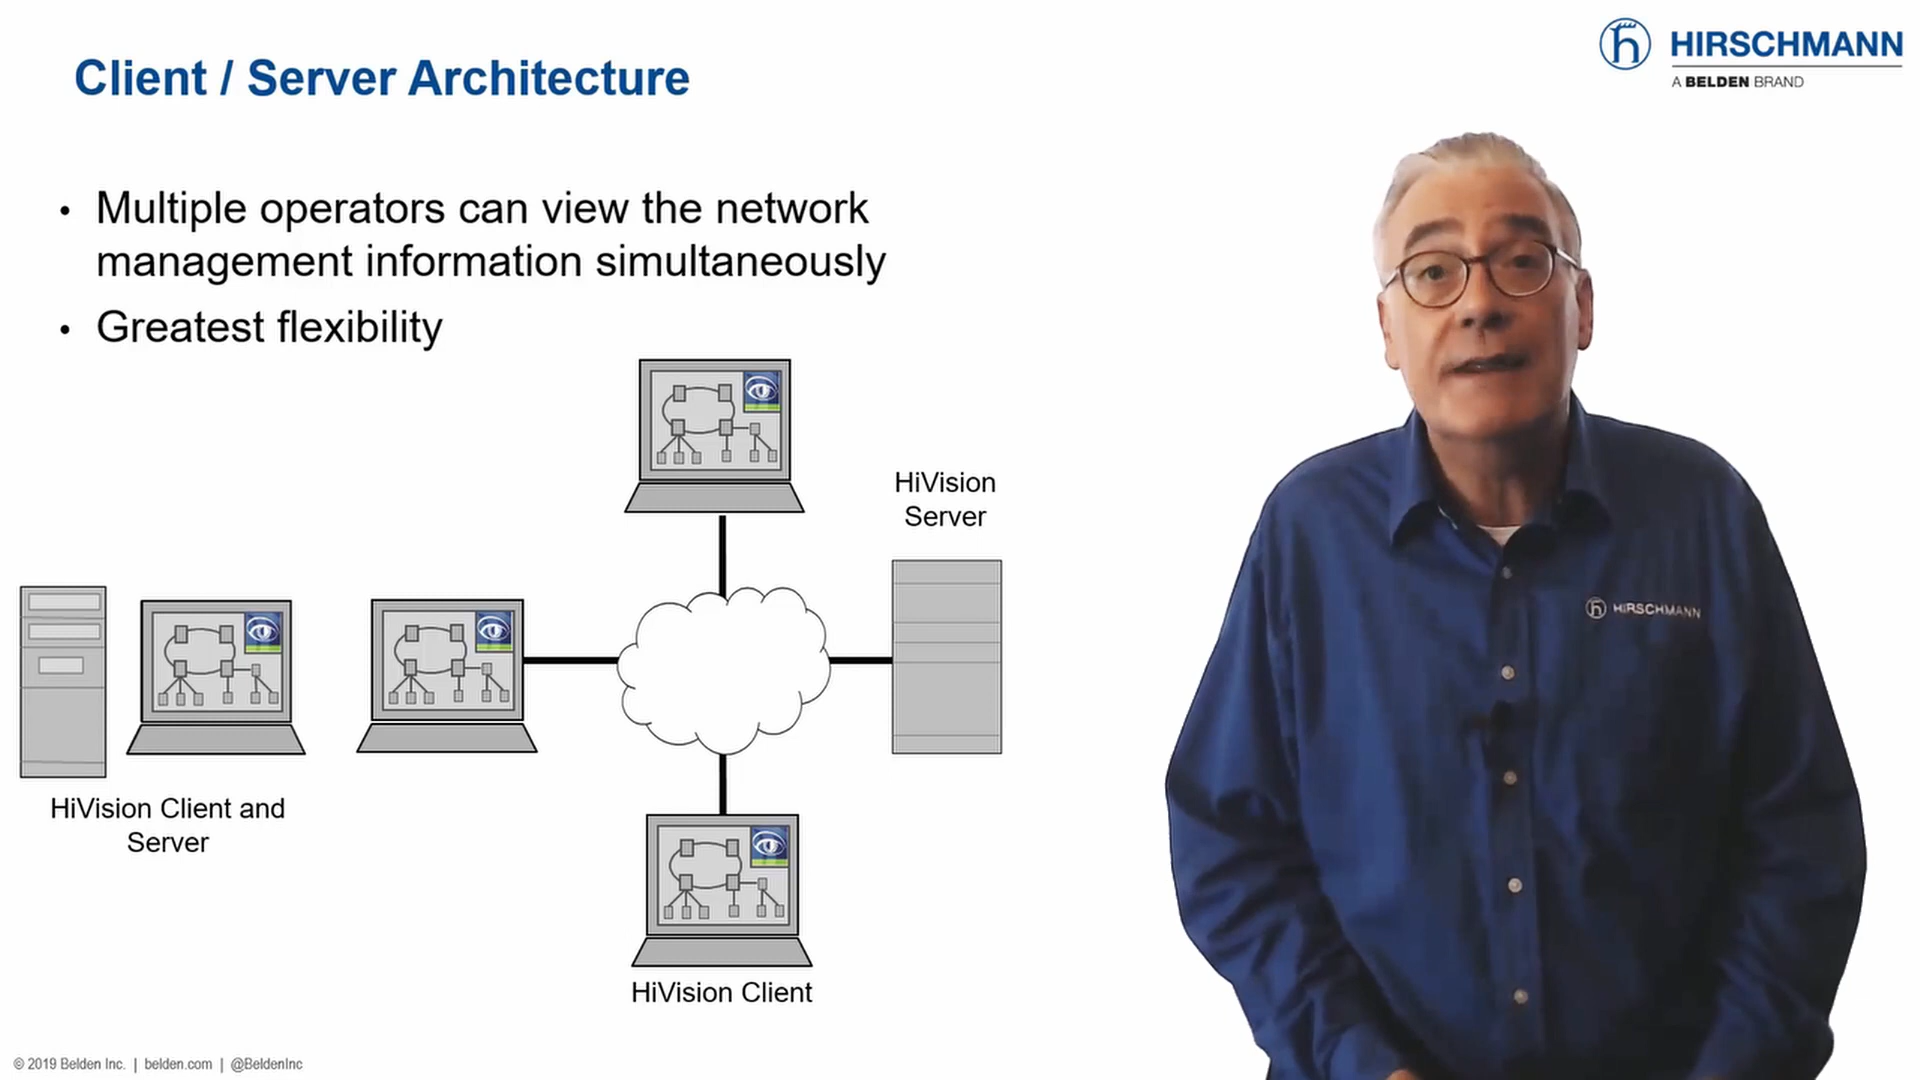 Client / Server Architecture
HIRSCHMANN
A BELDEN BRAND
• Multiple operators can view the network
management information simultaneously
• Greatest flexibility
HiVision
Server
HIRSCHMANN
HiVision Client and
Server
HiVision Client
© 2019 Belden Inc. | belden.com | @BeldenInc